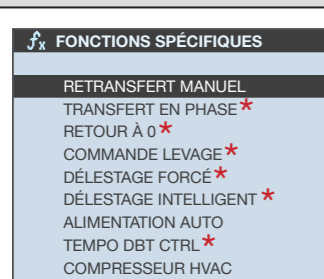 fx FONCTIONS SPÉCIFIQUES
RETRANSFERT MANUEL
TRANSFERT EN PHASE*
RETOUR À 0*
COMMANDE LEVAGE*
DÉLESTAGE FORCÉ*
DÉLESTAGE INTELLIGENT *
ALIMENTATION AUTO
TEMPO DBT CTRL*
COMPRESSEUR HVAC